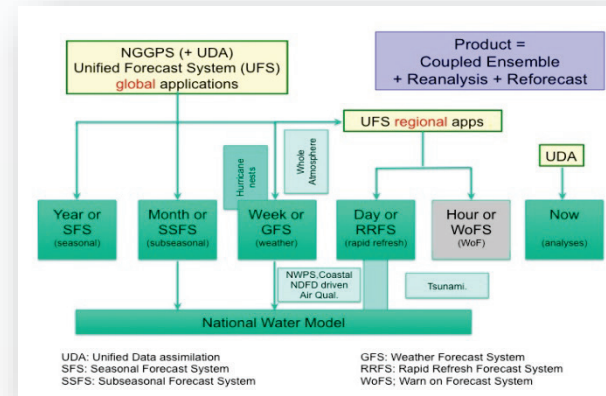 NGGPS (+ UDA)
Unified Forecast System (UFS)
global applications
Product =
Coupled Ensemble
+ Reanalysis + Reforecast
UFS regional apps
UDA
Hurricane
nests
Whole
Atmosphere
Year or
SFS
(seasonal)
Month or
SSFS
(subseasonal)
Week or
GFS
(weather)
Day or
RRFS
(rapid refresh)
Hour or
WoFS
(WoF)
Now
(analyses)
NWPS,Coastal
NDFD driven
Air Qual.
Tsunami.
National Water Model
UDA: Unified Data assimilation
SFS: Seasonal Forecast System
SSFS: Subseasonal Forecast System
GFS: Weather Forecast System
RRFS: Rapid Refresh Forecast System
WoFS; Warn on Forecast System